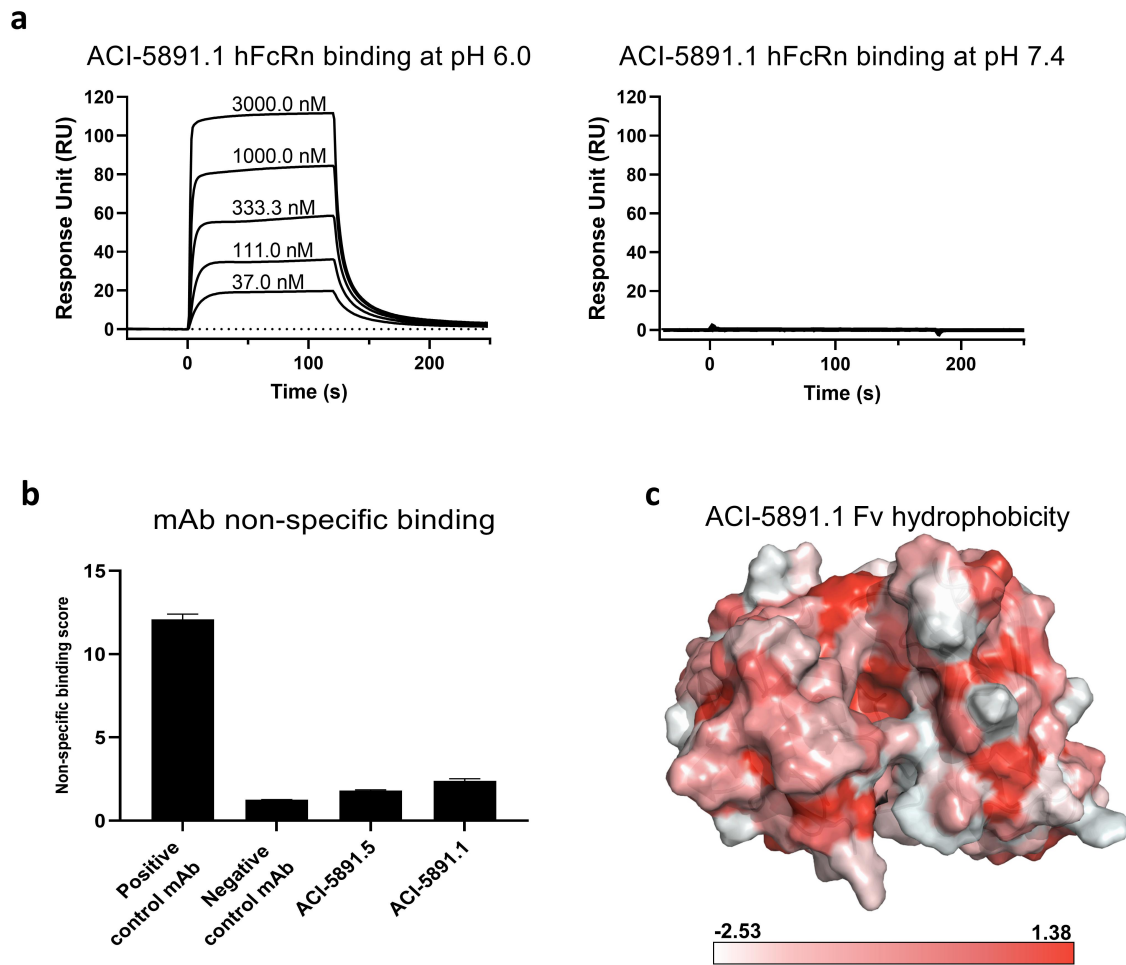 a
ACI-5891.1 hFcRn binding at pH 6.0
Response Unit (RU)
120
100
80
60
40
20
0
3000.0 nM
1000.0 nM
333.3 nM
111.0 nM
37.0 nM
0
100
200
Time (s)
ACI-5891.1 hFcRn binding at pH 7.4
Response Unit (RU)
120
100
80
60
40
20
0
0
100
200
Time (s)
b
mAb non-specific binding
Non-specific binding score
15
10
5
0
Positive
control mAb
Negative
control mAb
ACI-5891.5
ACI-5891.1
c
ACI-5891.1 Fv hydrophobicity
-2.53
1.38